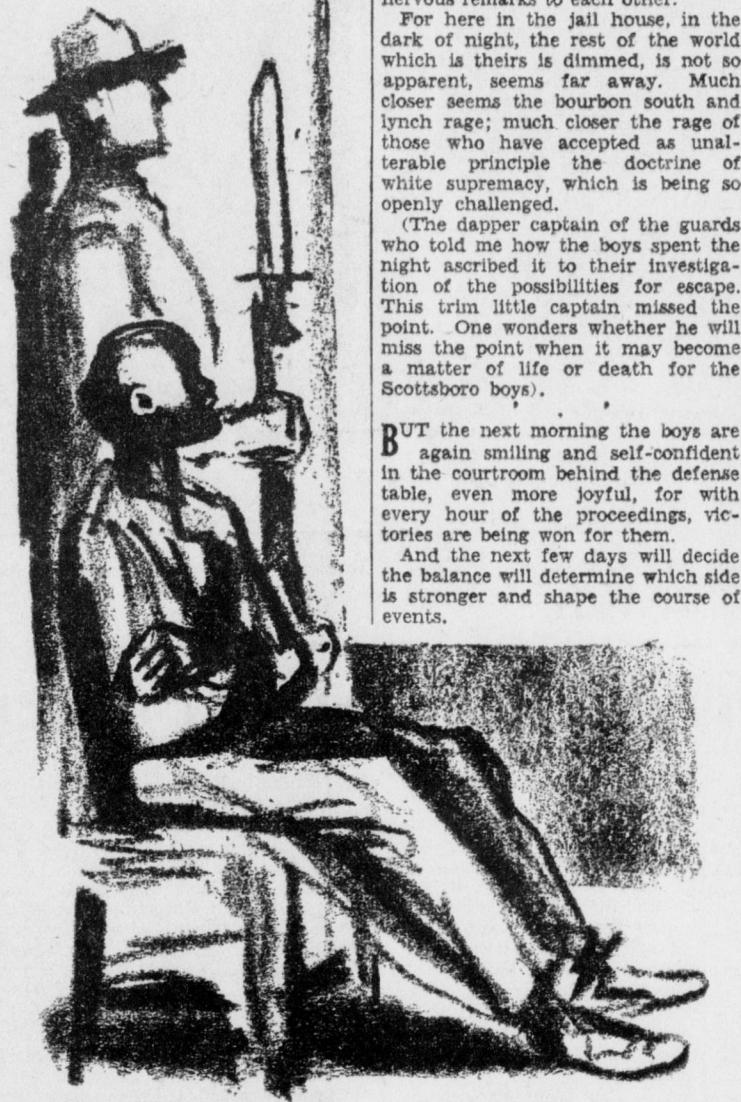 nervous remarks to each other.
For here in the jail house, in the
dark of night, the rest of the world
which is theirs is dimmed, is not so
apparent, seems far away. Much
closer seems the bourbon south and
lynch rage; much closer the rage of
those who have accepted as unal-
terable principle the doctrine of
white supremacy, which is being so
openly challenged.
(The dapper captain of the guards
who told me how the boys spent the
night ascribed it to their investiga-
tion of the possibilities for escape.
This trim little captain missed the
point. One wonders whether he will
miss the point when it may become
a matter of life or death for the
Scottsboro boys).
BUT the next morning the boys are
again smiling and self-confident
in the courtroom behind the defense
table, even more joyful, for with
every hour of the proceedings, vic-
tories are being won for them.
And the next few days will decide
the balance will determine which side
is stronger and shape the course of
events.